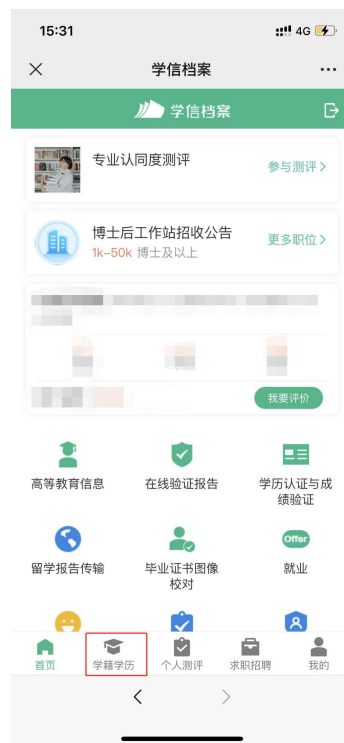 15:31
4G
学信档案
学信档案
专业认同度测评
参与测评
博士后工作站招收公告
1k-50k 博士及以上
更多职位
我要评价
高等教育信息
在线验证报告
学历认证与成
绩验证
留学报告传输
毕业证书图像
校对
Offer
就业
首页
学籍学历
个人测评
求职招聘
我的